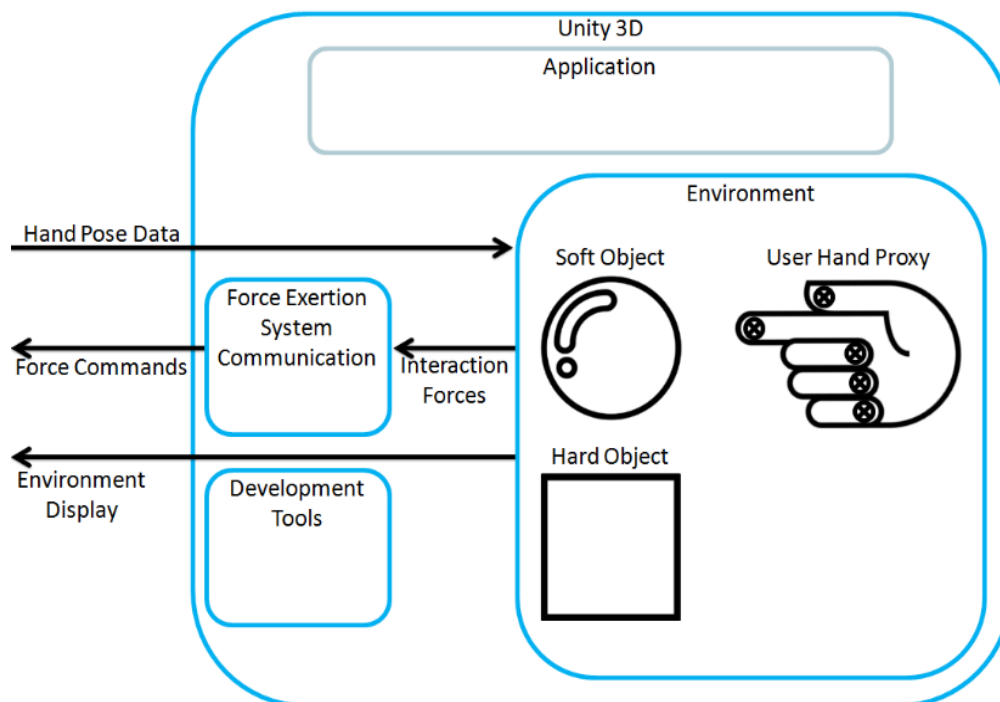 Unity 3D
Application
Environment
Hand Pose Data
Soft Object
User Hand Proxy
Force Exertion
System
Communication
Force Commands
Interaction
Forces
Environment
Display
Hard Object
Development
Tools